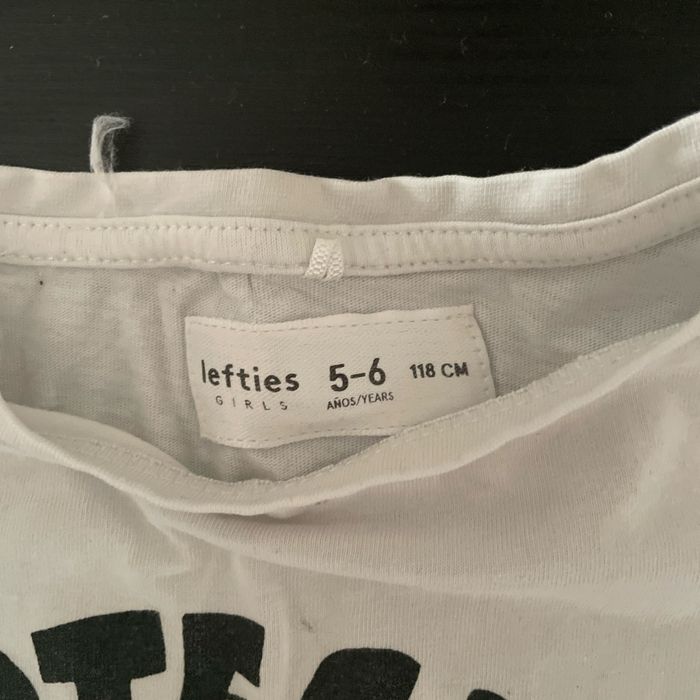 lefties 5-6 118 CM
GIRLS AÑOS/YEARS